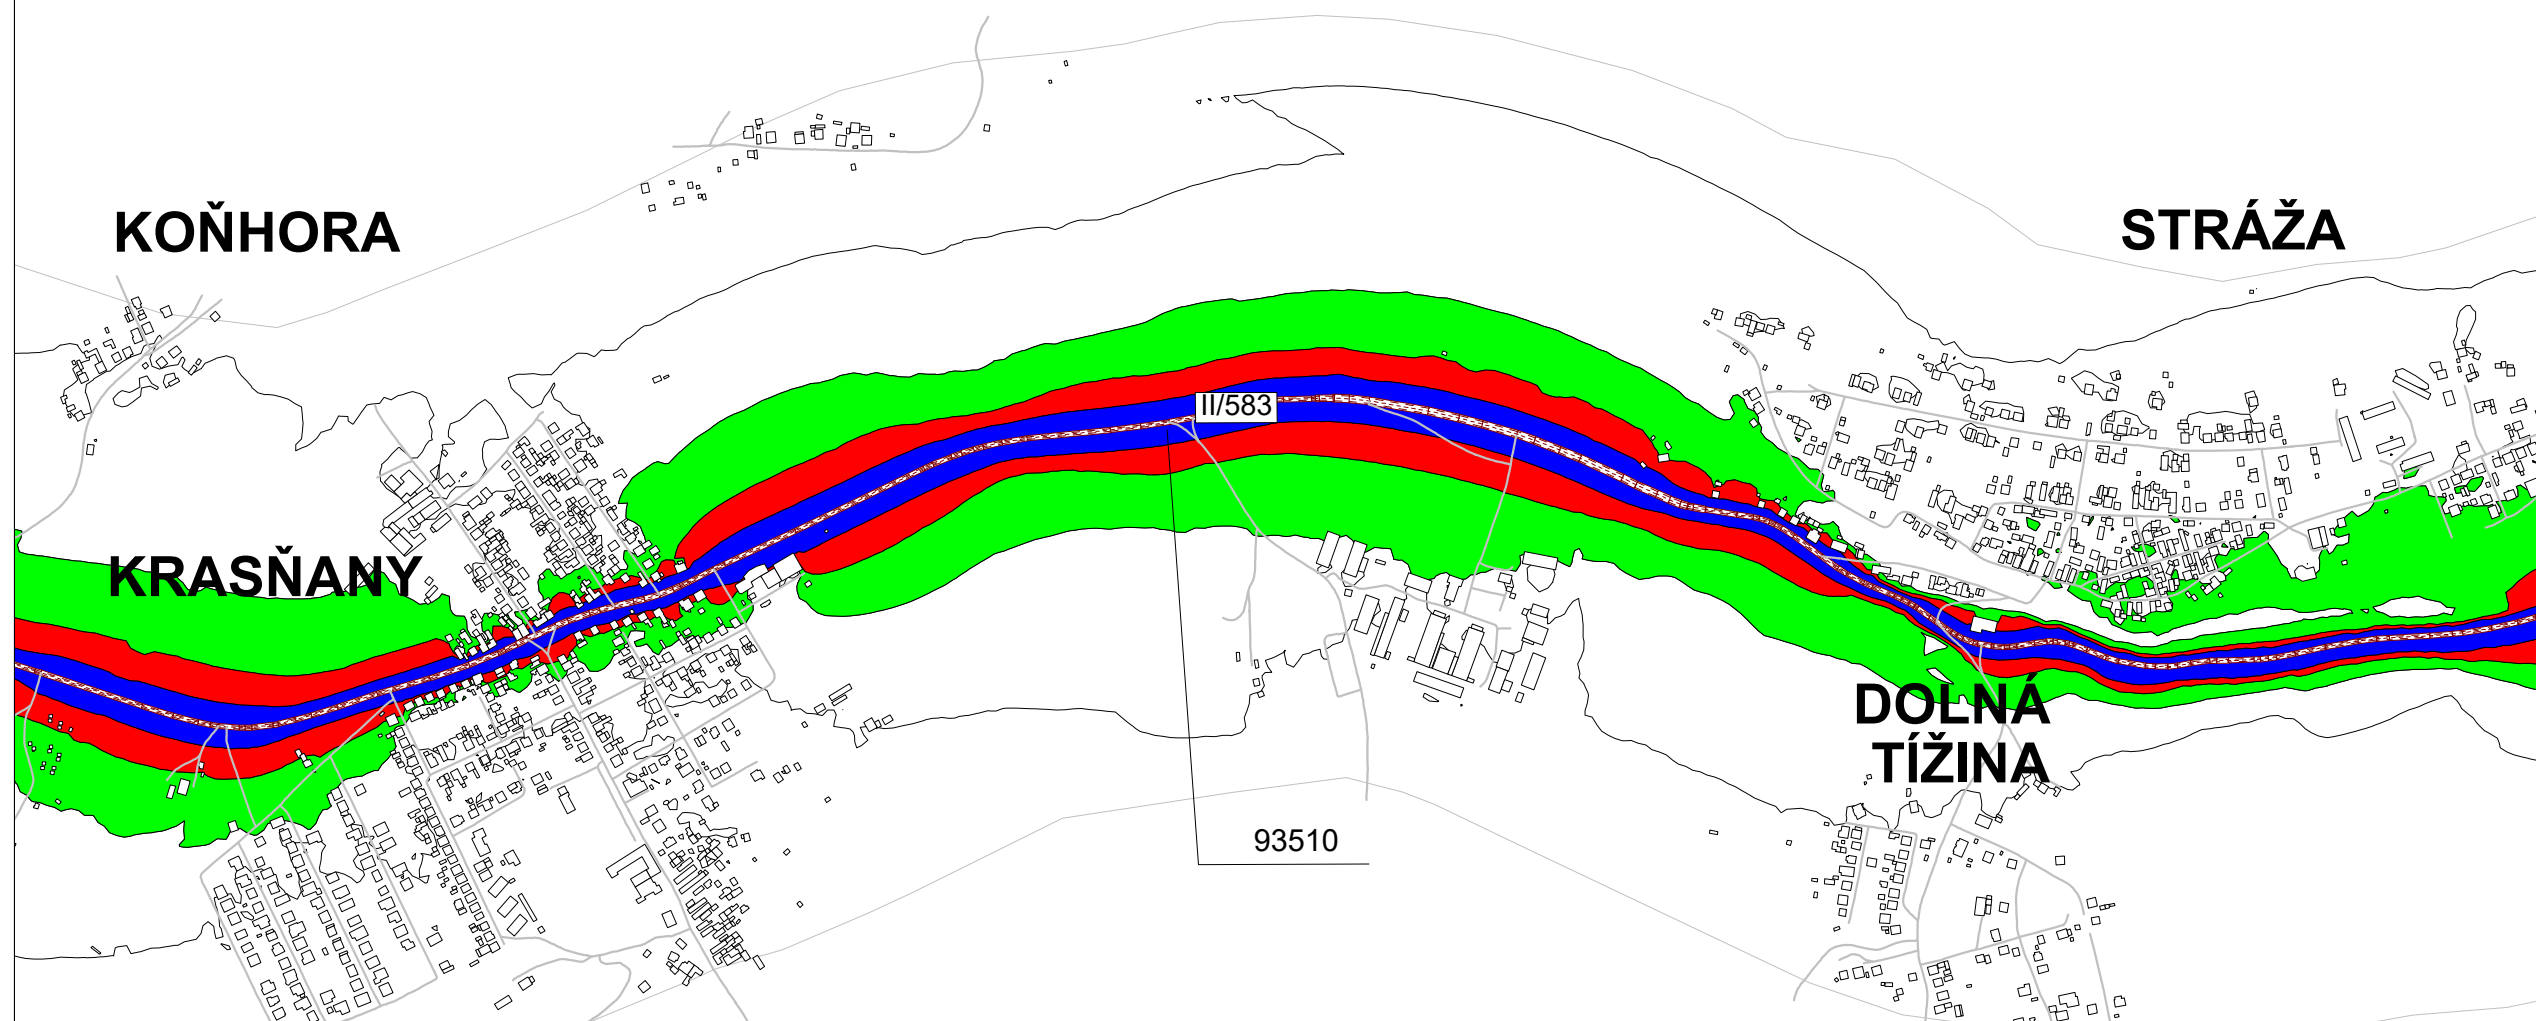 KOŇHORA
STRÁŽA
II/583
KRASŇANY
DOLNÁ
TÍŽINA
93510